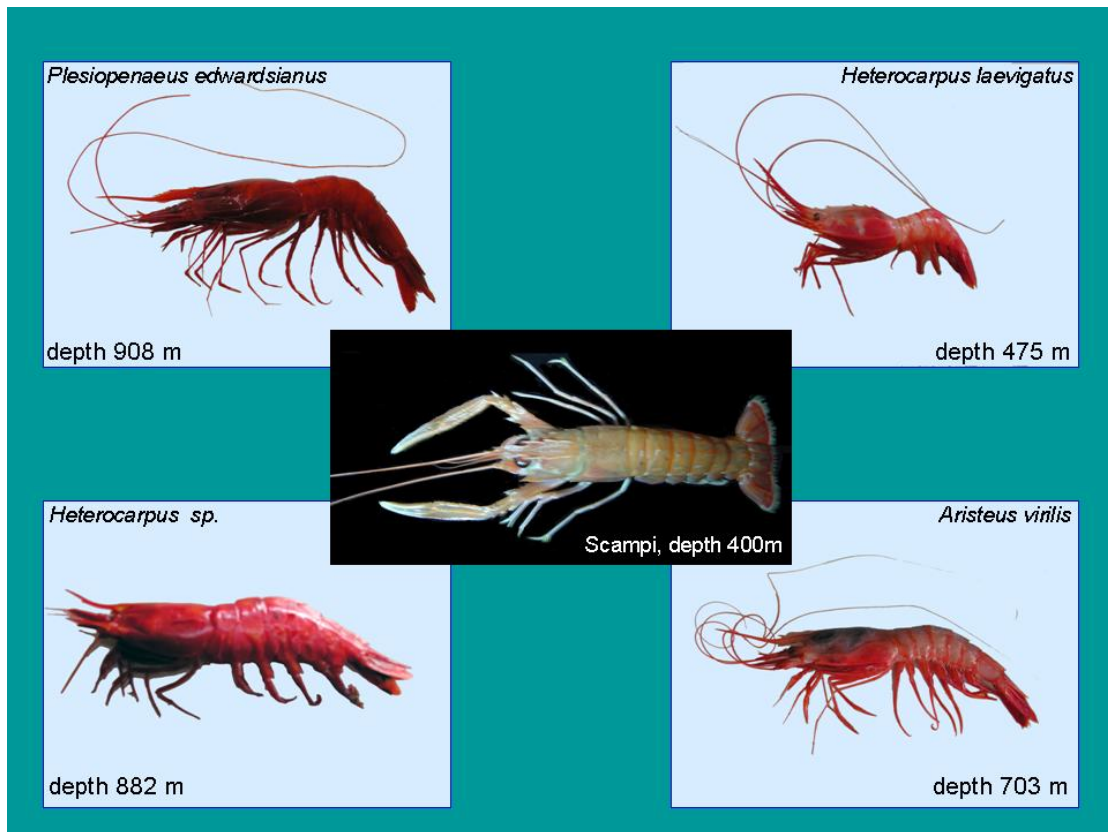 Plesiopenaeus edwardsianus
depth 908 m
Heterocarpus laevigatus
depth 475 m
Scampi, depth 400m
Heterocarpus sp.
depth 882 m
Aristeus virilis
depth 703 m